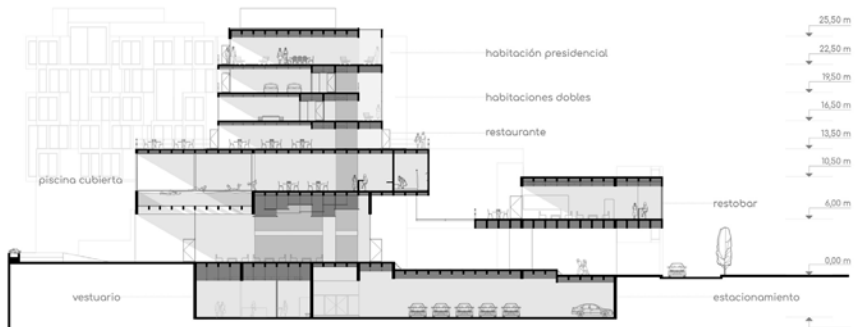 25,50 m
habitación presidencial
22,50 m
19,50 m
habitaciones dobles
16,50 m
restaurante
13,50 m
piscina cubierta
10,50 m
restobar
6,00 m
0,00 m
vestuario
estacionamiento